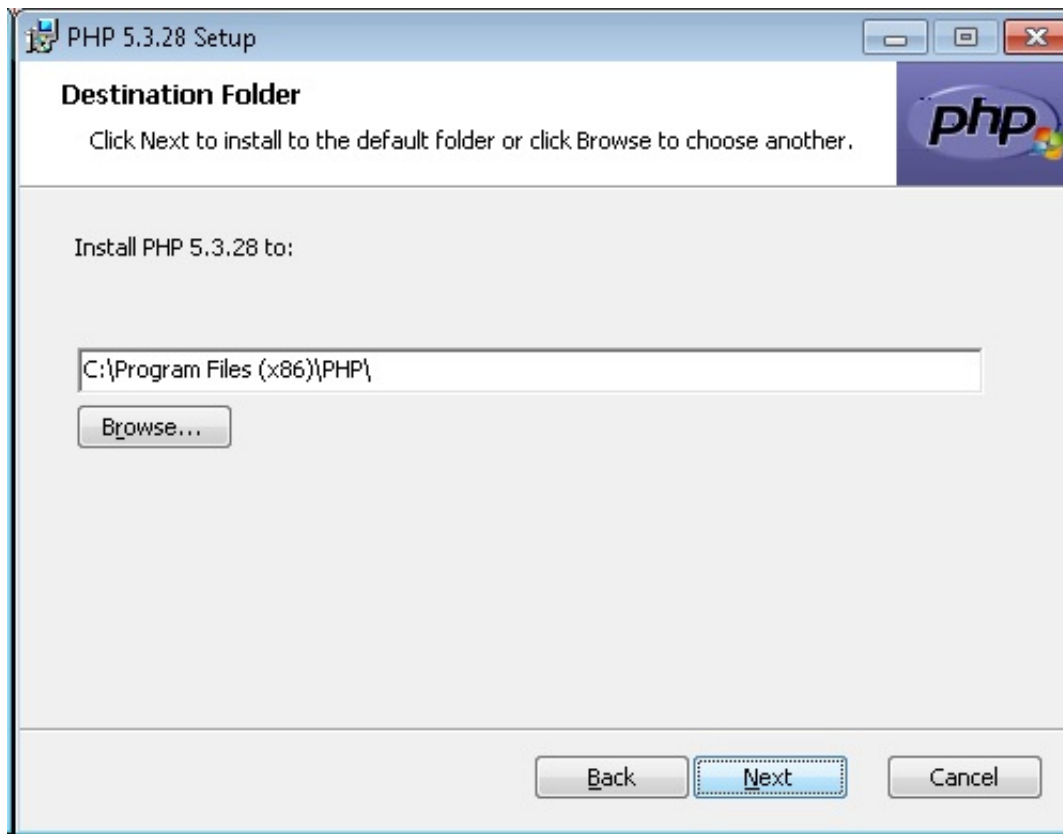 PHP 5.3.28 Setup
Destination Folder
Click Next to install to the default folder or click Browse to choose another.
php
Install PHP 5.3.28 to:
C:\Program Files (x86)\PHP\
Browse...
Back
Next
Cancel